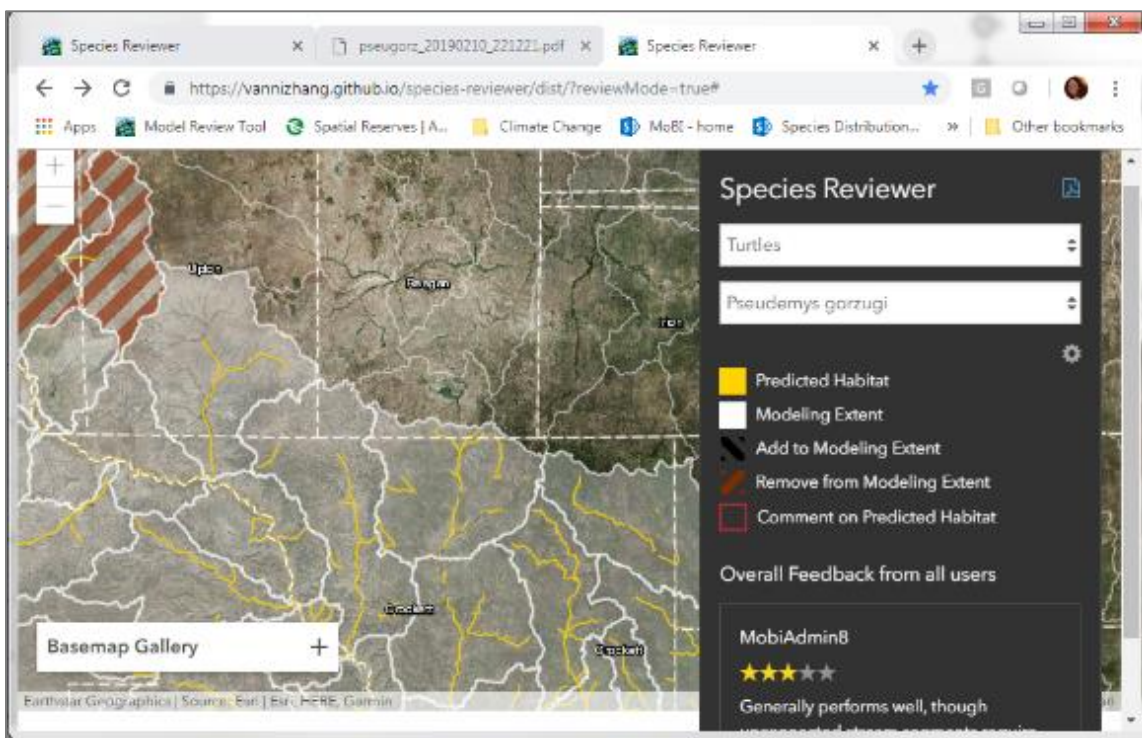 Species Reviewer
pseugorz_20190210_221221.pdf
Species Reviewer
https://vannizhang.github.io/species-reviewer/dist/?reviewMode=true#
Apps
Model Review Tool
Spatial Reserves | A...
Climate Change
MoBI - home
Species Distribution...
»
Other bookmarks
+
−
Upton
Reagan
Irion
Crockett
Crockett
Basemap Gallery +
Earthstar Geographics | Source: Esri | Esri, HERE, Garmin
Species Reviewer
Turtles
Pseudemys gorzugi
Predicted Habitat
Modeling Extent
Add to Modeling Extent
Remove from Modeling Extent
Comment on Predicted Habitat
Overall Feedback from all users
MobiAdmin8
Generally performs well, though